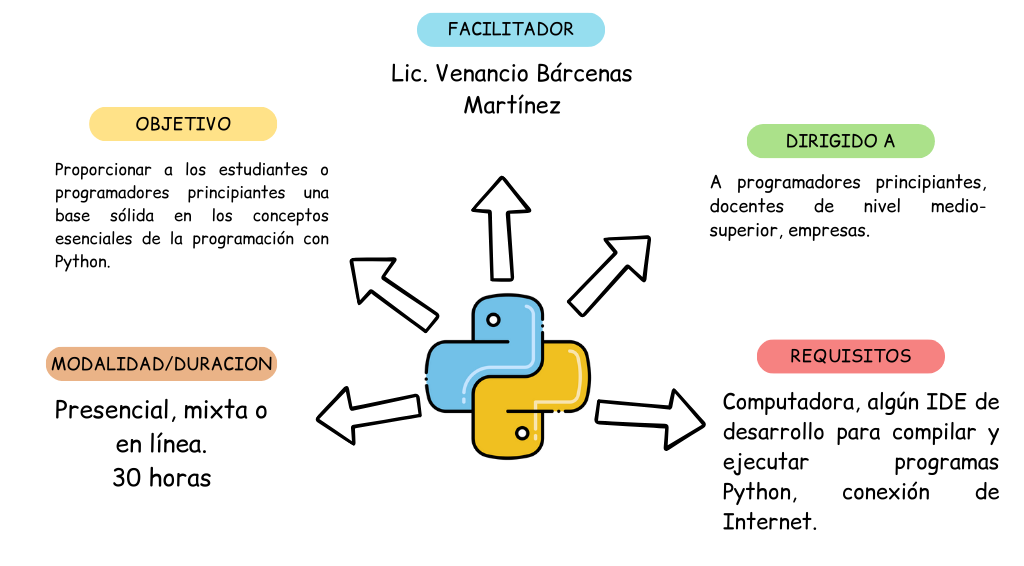 FACILITADOR
Lic. Venancio Bárcenas
Martínez
OBJETIVO
Proporcionar a los estudiantes o
programadores principiantes una
base sólida en los conceptos
esenciales de la programación con
Python.
DIRIGIDO A
A programadores principiantes,
docentes de nivel medio-
superior, empresas.
MODALIDAD/DURACION
Presencial, mixta o
en línea.
30 horas
REQUISITOS
Computadora, algún IDE de
desarrollo para compilar y
ejecutar programas
Python, conexión de
Internet.